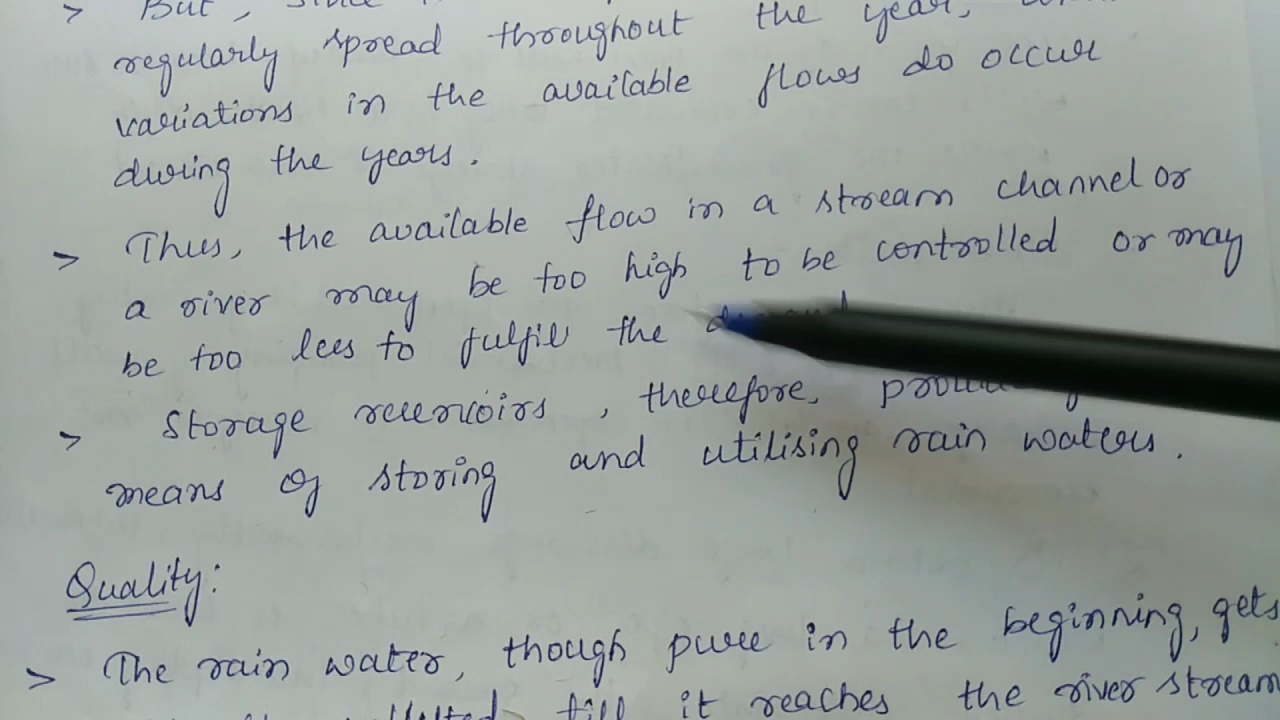 > But, since
regularly spread throughout the year,
variations in the available flows do occur
during the years.
> Thus, the available flow in a stream channel or
a river may be too high to be controlled or may
be too less to fulfil the
> Storage reservoirs, therefore,
means of storing and utilising rain waters.
Quality:
> The rain water, though pure in the beginning, gets
till it reaches the river stream